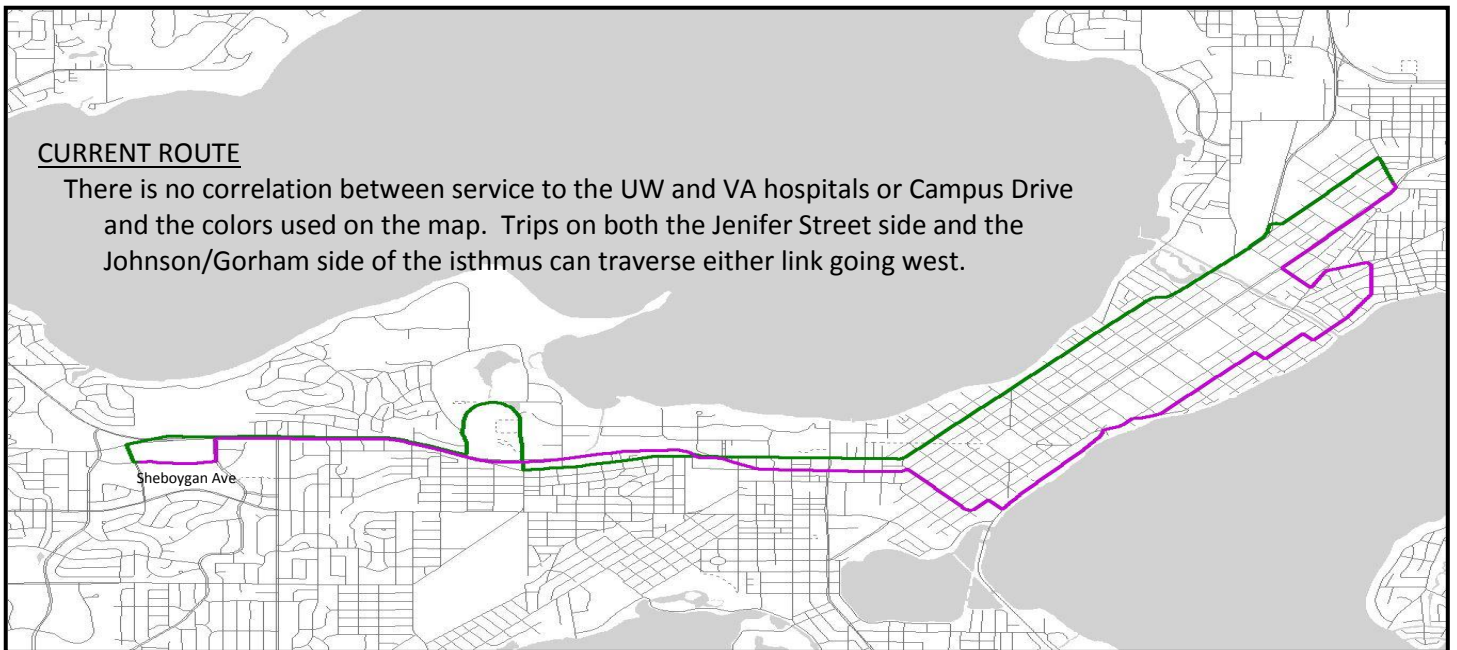 CURRENT ROUTE
There is no correlation between service to the UW and VA hospitals or Campus Drive
and the colors used on the map.  Trips on both the Jenifer Street side and the
Johnson/Gorham side of the isthmus can traverse either link going west.
Sheboygan Ave